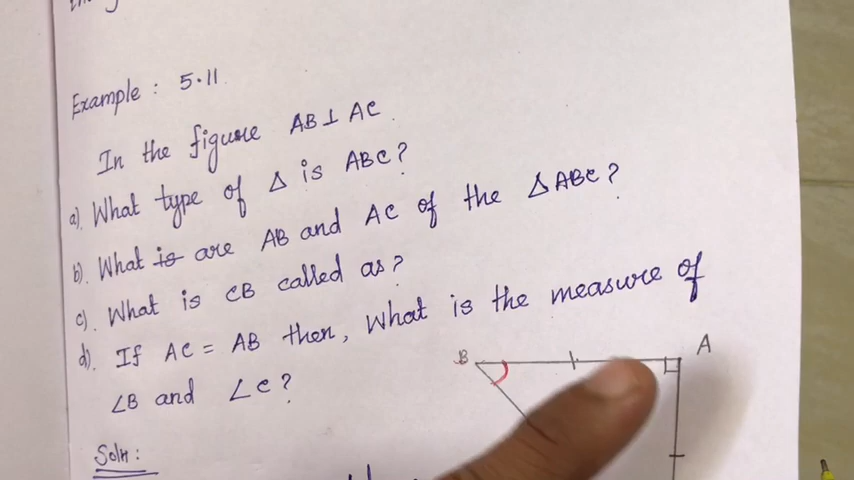 Example : 5.11
In the figure AB⊥AC.
a). What type of Δ is ABC?
b). What is are AB and AC of the ΔABC?
c). What is CB called as?
d). If AC = AB then, What is the measure of
∠B and ∠C?
B
A
Soln: